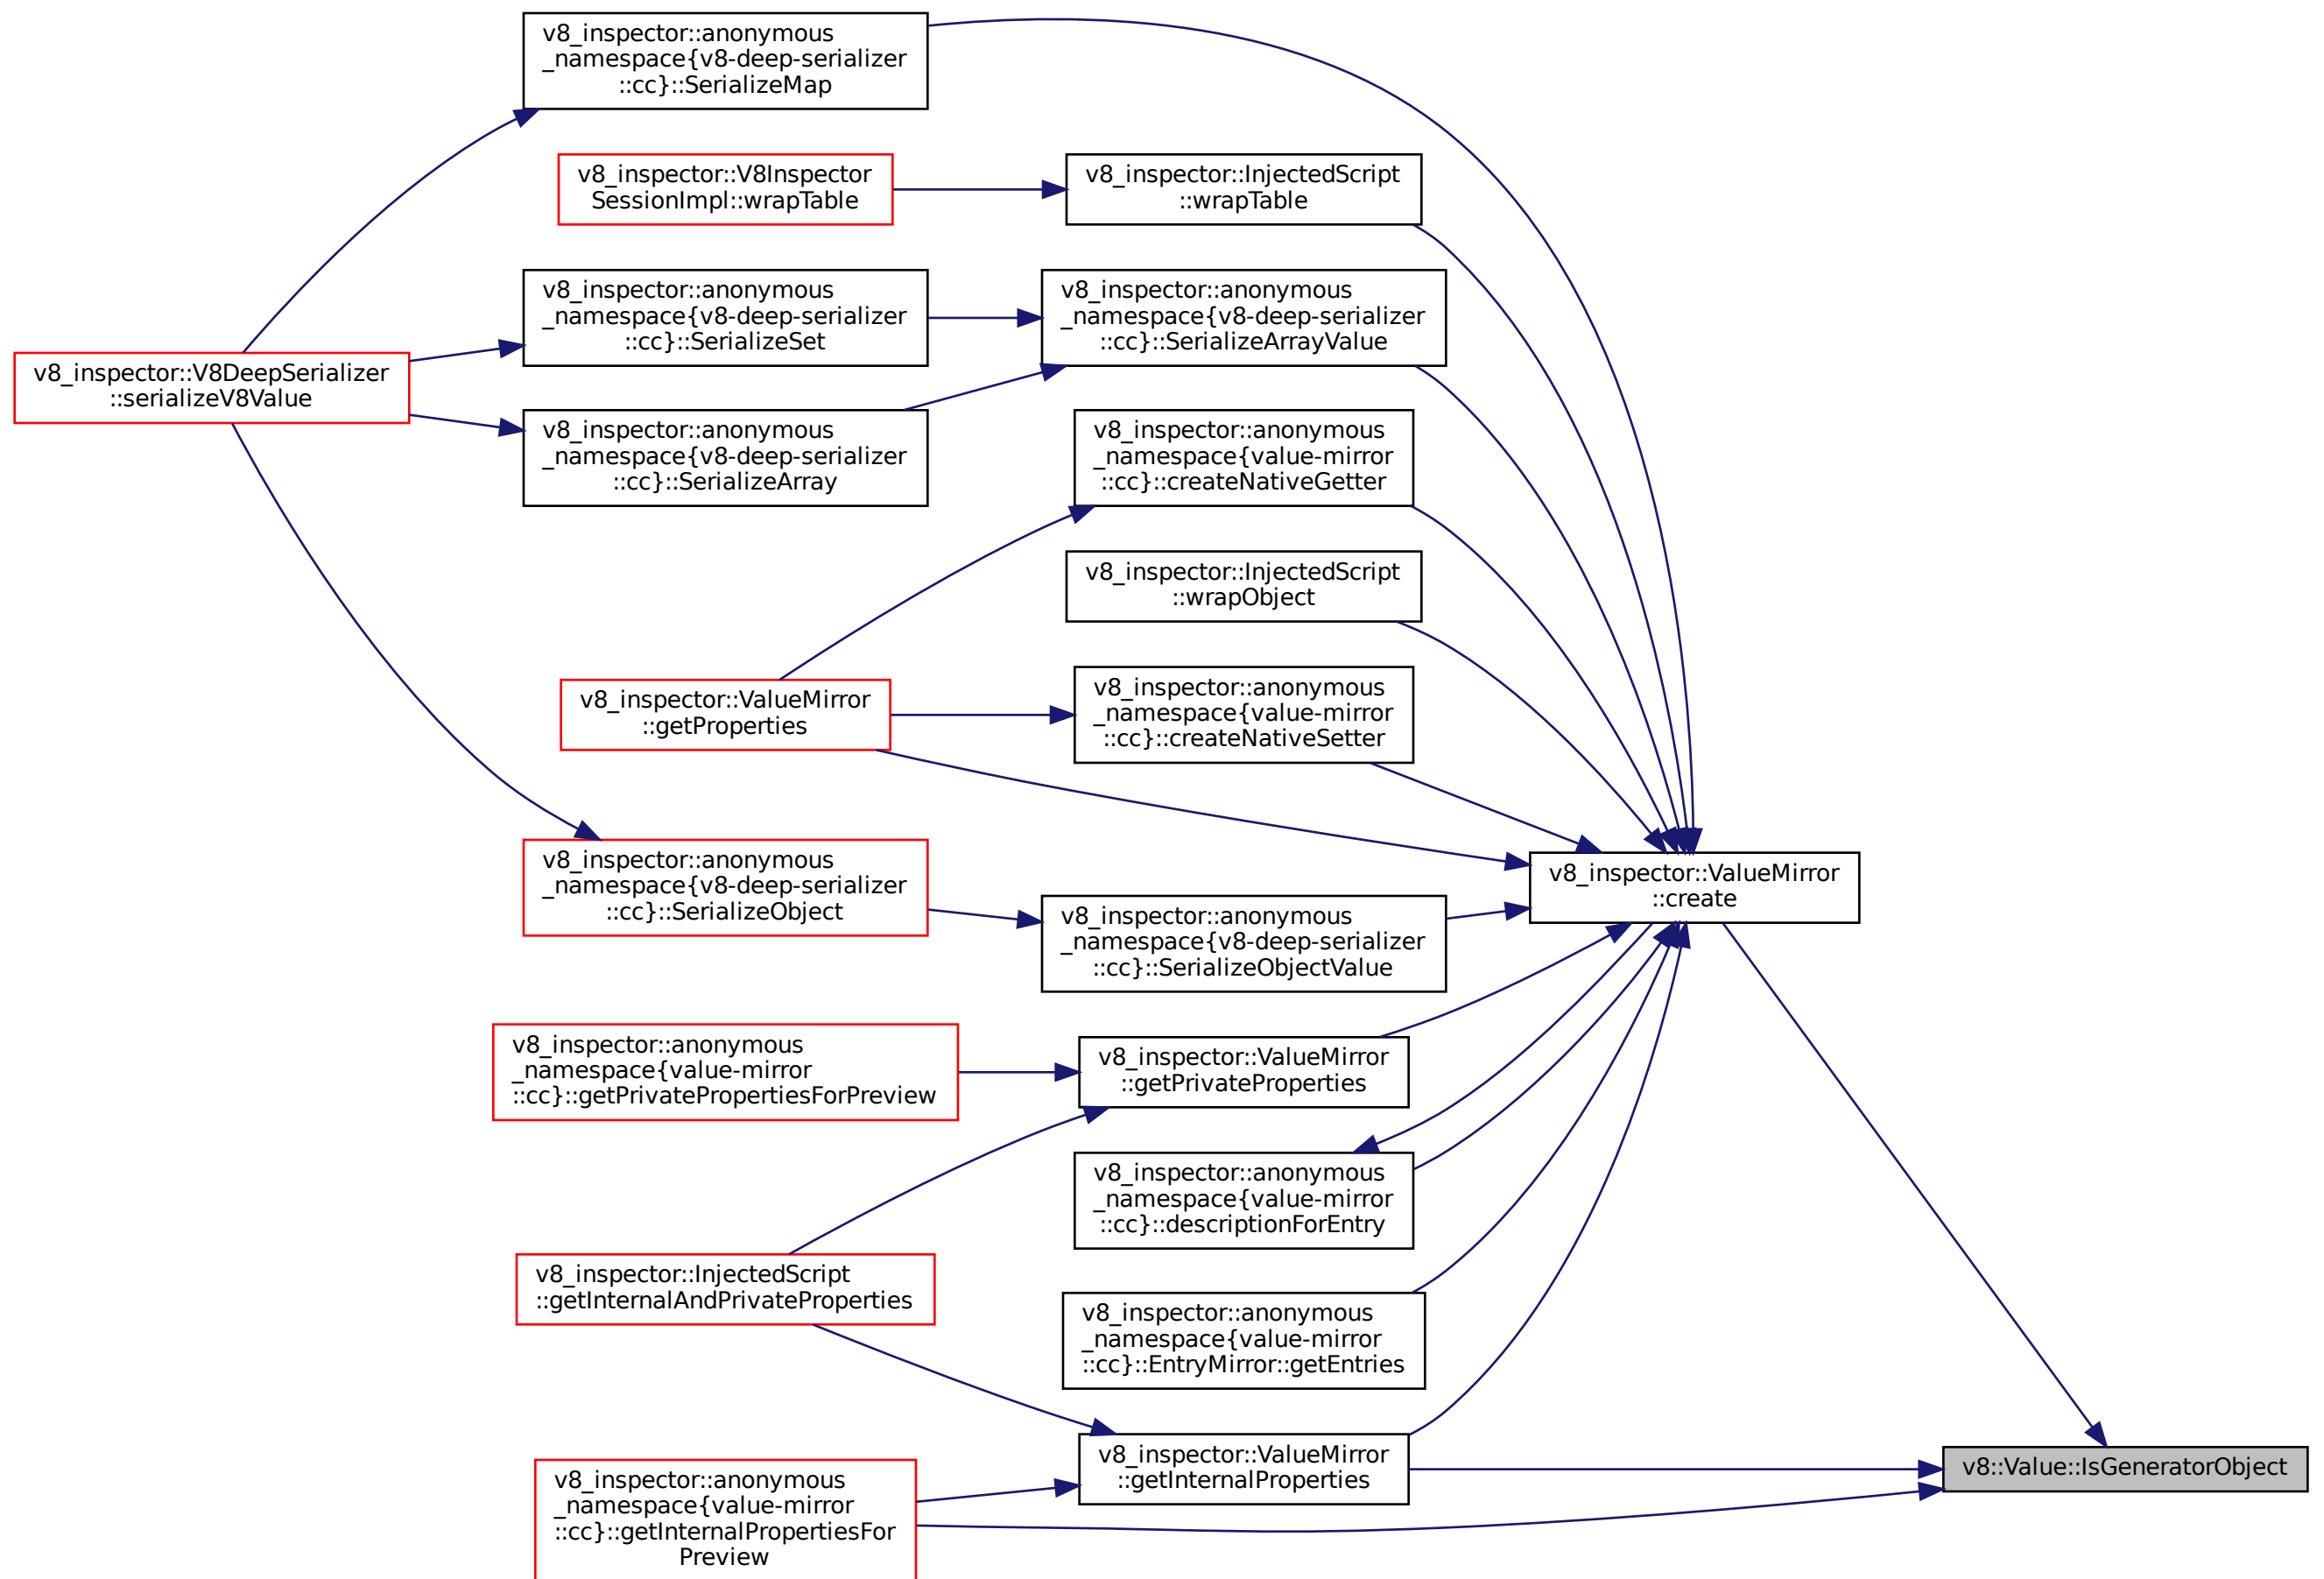 v8_inspector::anonymous
_namespace{v8-deep-serializer
::cc}::SerializeMap
v8_inspector::V8Inspector
SessionImpl::wrapTable
v8_inspector::InjectedScript
::wrapTable
v8_inspector::anonymous
_namespace{v8-deep-serializer
::cc}::SerializeSet
v8_inspector::anonymous
_namespace{v8-deep-serializer
::cc}::SerializeArrayValue
v8_inspector::V8DeepSerializer
::serializeV8Value
v8_inspector::anonymous
_namespace{v8-deep-serializer
::cc}::SerializeArray
v8_inspector::anonymous
_namespace{value-mirror
::cc}::createNativeGetter
v8_inspector::InjectedScript
::wrapObject
v8_inspector::ValueMirror
::getProperties
v8_inspector::anonymous
_namespace{value-mirror
::cc}::createNativeSetter
v8_inspector::anonymous
_namespace{v8-deep-serializer
::cc}::SerializeObject
v8_inspector::ValueMirror
::create
v8_inspector::anonymous
_namespace{v8-deep-serializer
::cc}::SerializeObjectValue
v8_inspector::anonymous
_namespace{value-mirror
::cc}::getPrivatePropertiesForPreview
v8_inspector::ValueMirror
::getPrivateProperties
v8_inspector::anonymous
_namespace{value-mirror
::cc}::descriptionForEntry
v8_inspector::InjectedScript
::getInternalAndPrivateProperties
v8_inspector::anonymous
_namespace{value-mirror
::cc}::EntryMirror::getEntries
v8_inspector::ValueMirror
::getInternalProperties
v8::Value::IsGeneratorObject
v8_inspector::anonymous
_namespace{value-mirror
::cc}::getInternalPropertiesFor
Preview